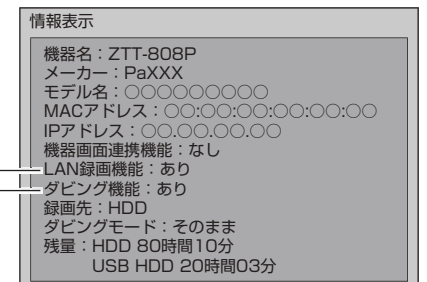 情報表示
機器名：ZTT-808P
メーカー：PaXXX
モデル名：○○○○○○○○○
MACアドレス：○○:○○:○○:○○:○○:○○
IPアドレス：○○.○○.○○.○○
機器画面連携機能：なし
LAN録画機能：あり
ダビング機能：あり
録画先：HDD
ダビングモード：そのまま
残量：HDD 80時間10分
USB HDD 20時間03分